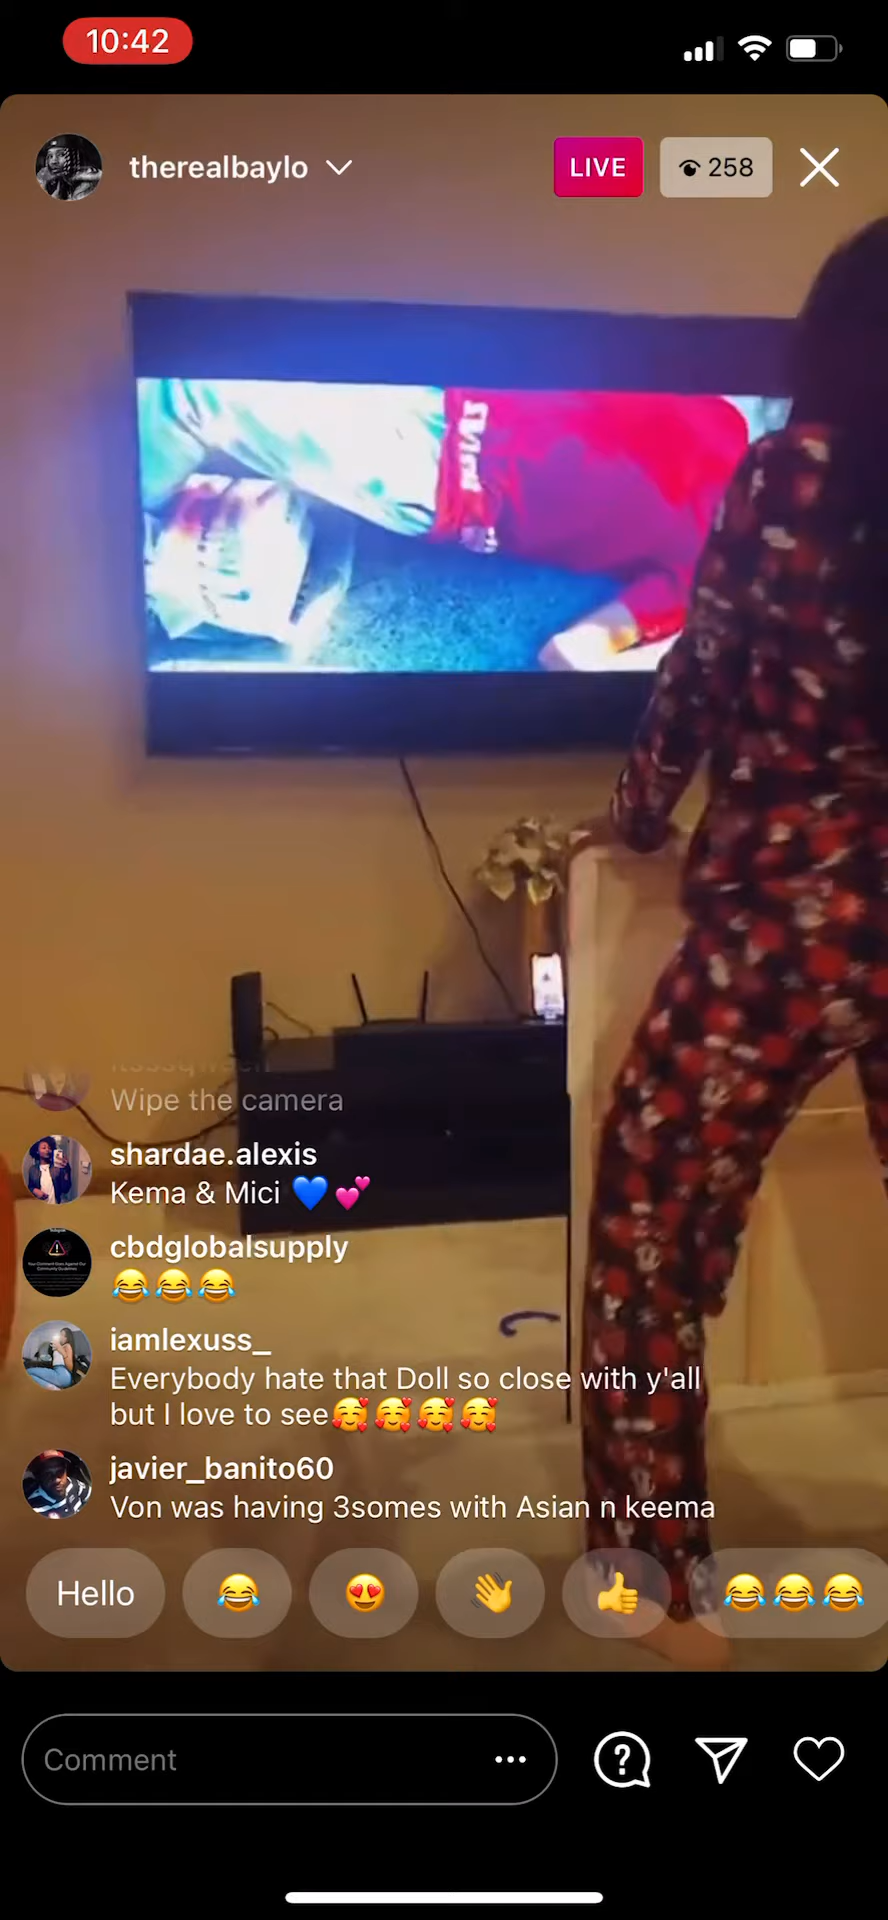 10:42
therealbaylo
LIVE
258
Wipe the camera
shardae.alexis
Kema & Mici 💙 💕
cbdglobalsupply
😂😂😂
iamlexuss_
Everybody hate that Doll so close with y'all
but I love to see🥰🥰🥰🥰
javier_banito60
Von was having 3somes with Asian n keema
Hello 😂 😍 👋 👍 😂😂😂
Comment